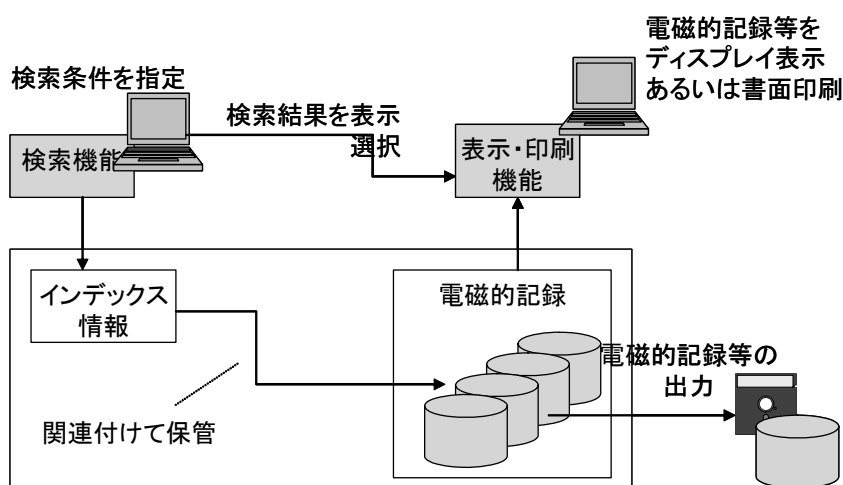 電磁的記録等を
ディスプレイ表示
あるいは書面印刷
検索条件を指定
検索結果を表示
選択
検索機能
表示・印刷
機能
インデックス
情報
電磁的記録
電磁的記録等の
出力
関連付けて保管